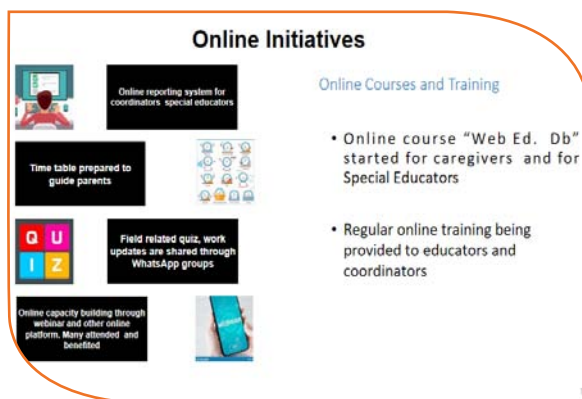 Online Initiatives
Online reporting system for
coordinators special educators
Time table prepared to
guide parents
QU
IZ
Field related quiz, work
updates are shared through
WhatsApp groups
Online capacity building through
webinar and other online
platform. Many attended and
benefited
WEBINAR
Online Courses and Training
• Online course “Web Ed. Db”
started for caregivers and for
Special Educators
• Regular online training being
provided to educators and
coordinators